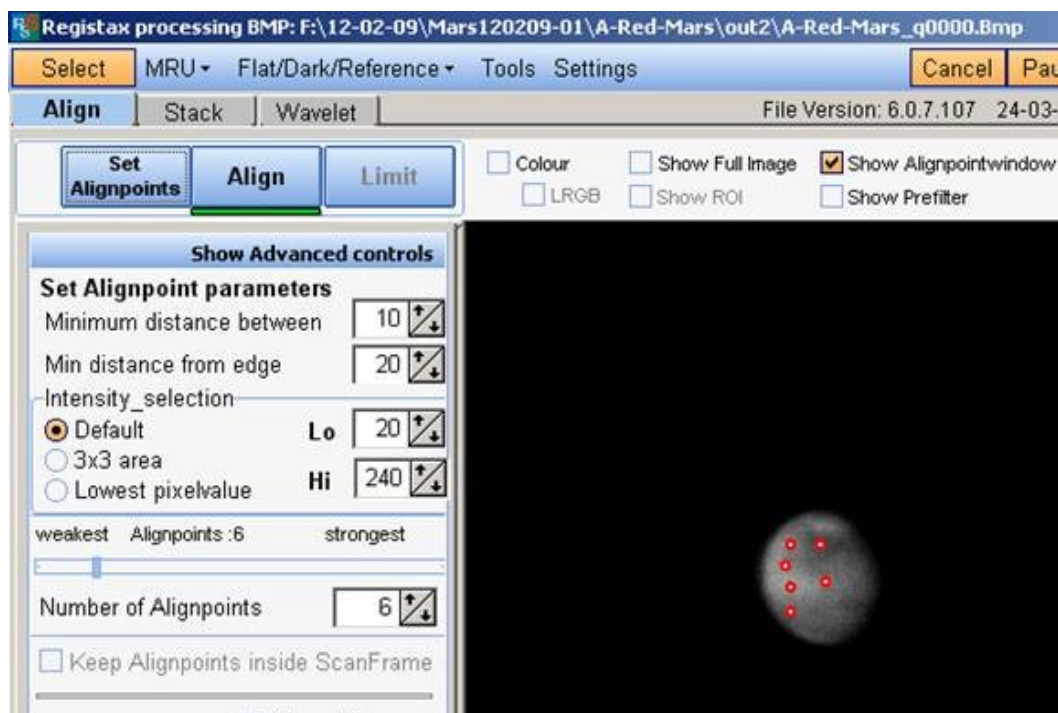 Registax processing BMP: F:\12-02-09\Mars120209-01\A-Red-Mars\out2\A-Red-Mars_q0000.Bmp
Select MRU Flat/Dark/Reference Tools Settings Cancel Pau
Align Stack Wavelet File Version: 6.0.7.107 24-03-
Set Alignpoints Align Limit
Colour Show Full Image Show Alignpointwindow
LRGB Show ROI Show Prefilter
Show Advanced controls
Set Alignpoint parameters
Minimum distance between 10
Min distance from edge 20
Intensity_selection
Default Lo 20
3x3 area
Lowest pixelvalue Hi 240
weakest Alignpoints :6 strongest
Number of Alignpoints 6
Keep Alignpoints inside ScanFrame